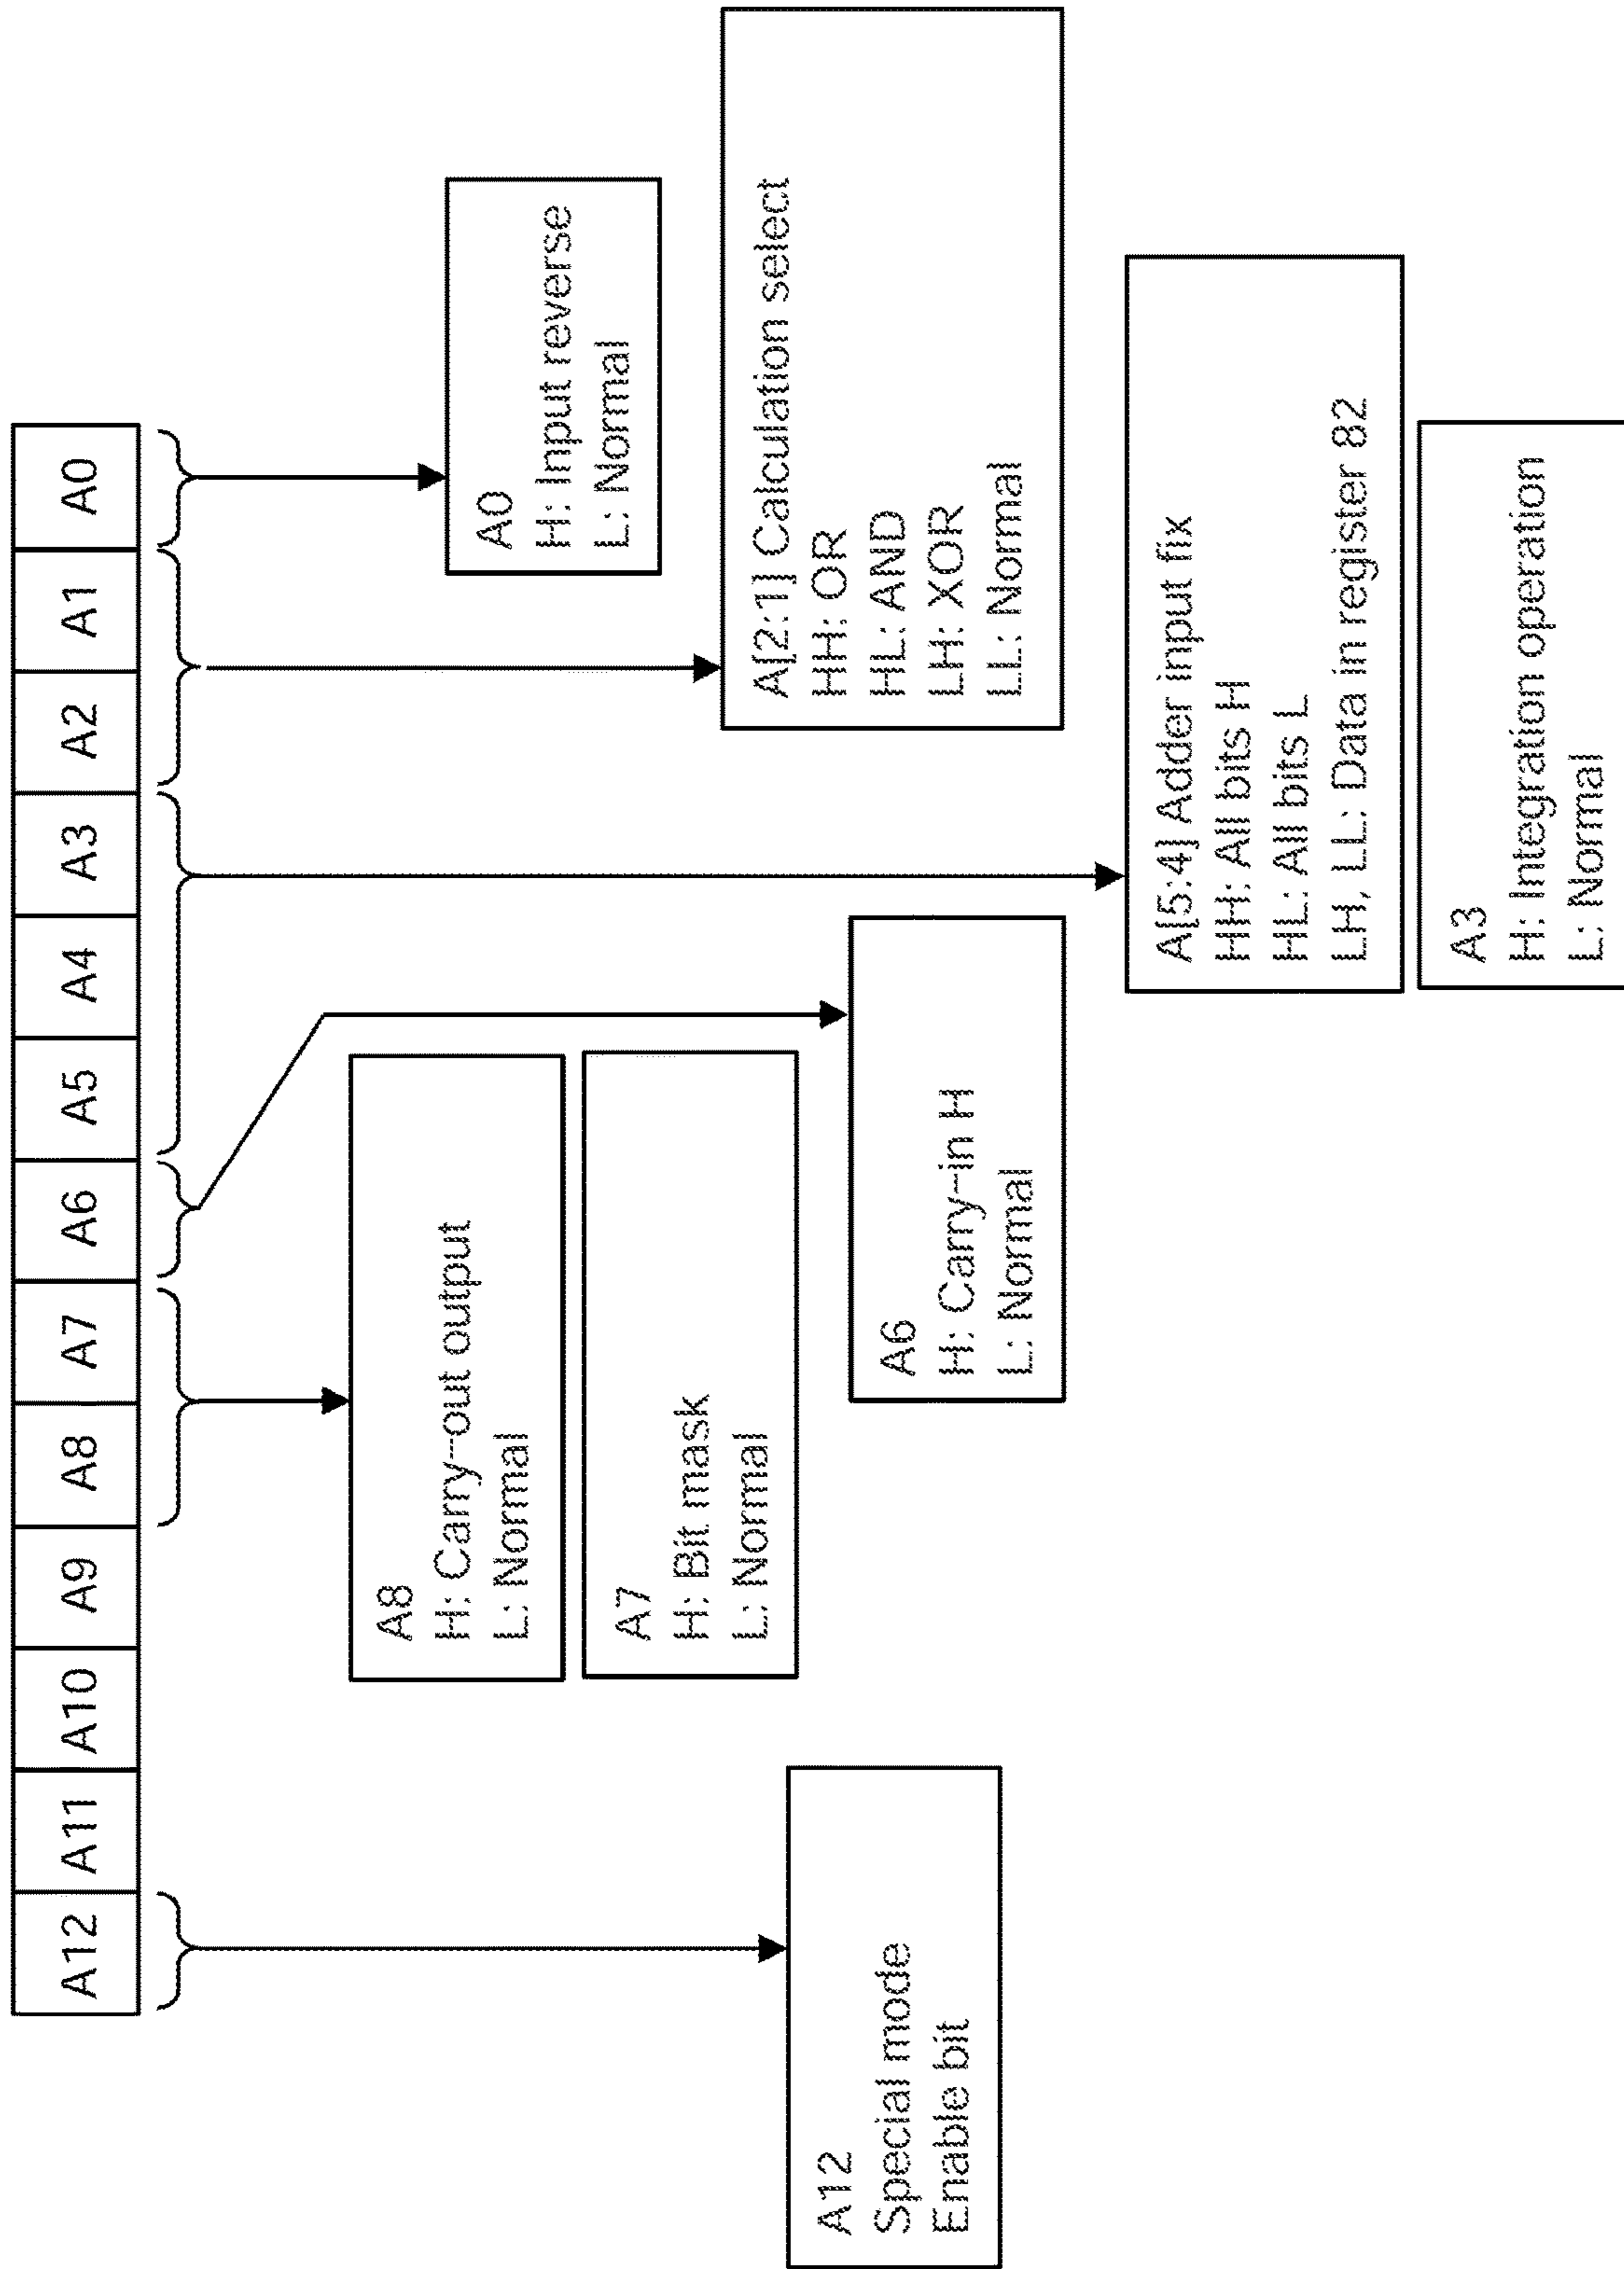 A12 A11 A10 A9 A8 A7 A6 A5 A4 A3 A2 A1 A0
A12
Special mode
Enable bit
A8
H: Carry-out output
L: Normal
A7
H: Bit mask
L: Normal
A6
H: Carry-in H
L: Normal
A[5:4] Adder input fix
HH: All bits H
HL: All bits L
LH, LL: Data in register 82
A3
H: Integration operation
L: Normal
A[2:1] Calculation select
HH: OR
HL: AND
LH: XOR
LL: Normal
A0
H: Input reverse
L: Normal